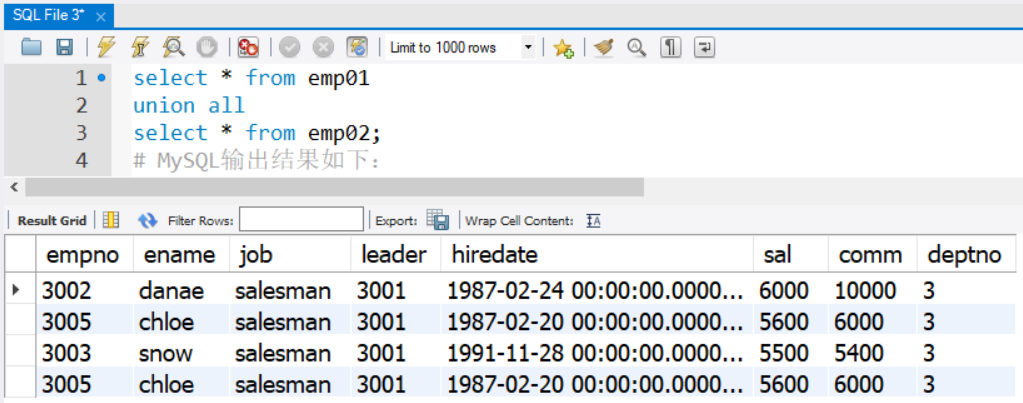 SQL File 3* ×
Limit to 1000 rows
1 select * from emp01
2 union all
3 select * from emp02;
4 # MySQL输出结果如下：
Result Grid Filter Rows: Export: Wrap Cell Content: IA
empno ename job leader hiredate sal comm deptno
3002 danae salesman 3001 1987-02-24 00:00:00.0000... 6000 10000 3
3005 chloe salesman 3001 1987-02-20 00:00:00.0000... 5600 6000 3
3003 snow salesman 3001 1991-11-28 00:00:00.0000... 5500 5400 3
3005 chloe salesman 3001 1987-02-20 00:00:00.0000... 5600 6000 3